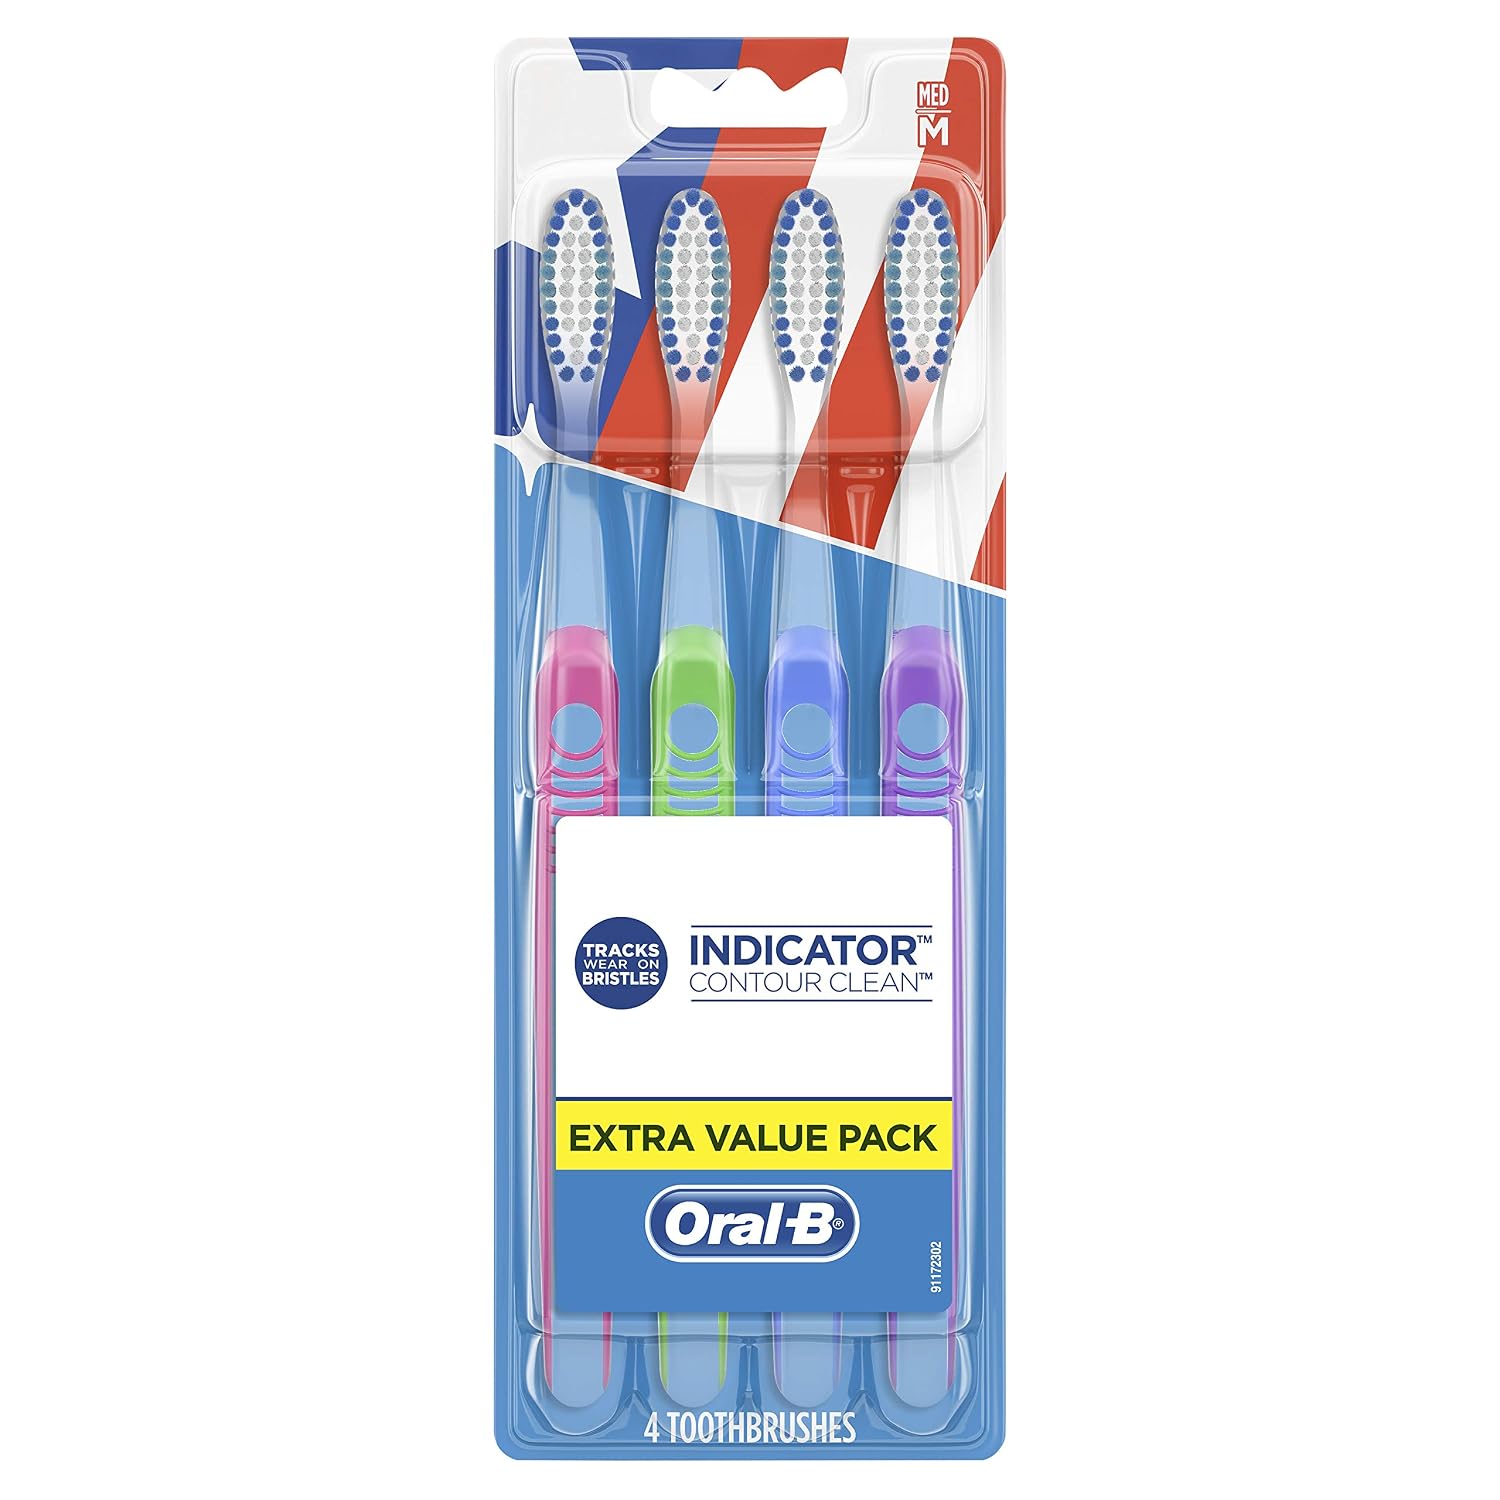 MED
M
TRACKS
WEAR ON
BRISTLES
INDICATOR™
CONTOUR CLEAN™
EXTRA VALUE PACK
Oral-B®
91172302
4 TOOTHBRUSHES